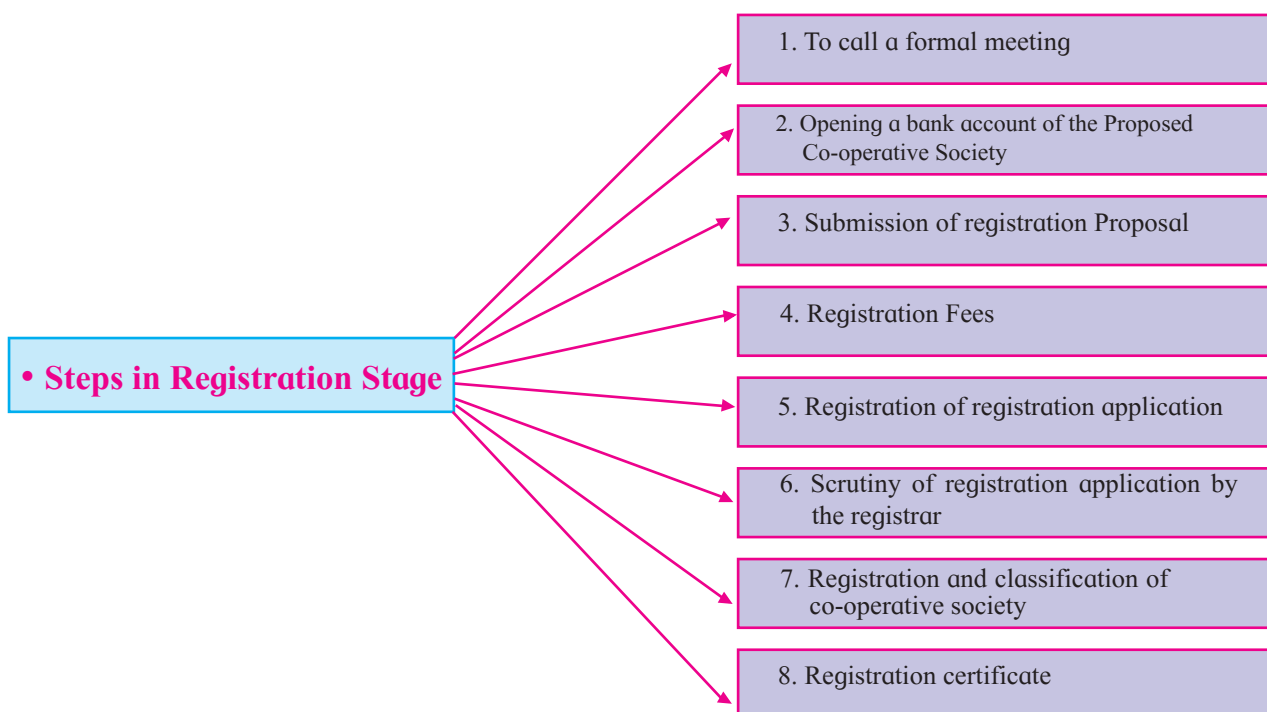 • Steps in Registration Stage
1. To call a formal meeting
2. Opening a bank account of the Proposed
Co-operative Society
3. Submission of registration Proposal
4. Registration Fees
5. Registration of registration application
6. Scrutiny of registration application by
the registrar
7. Registration and classification of
co-operative society
8. Registration certificate